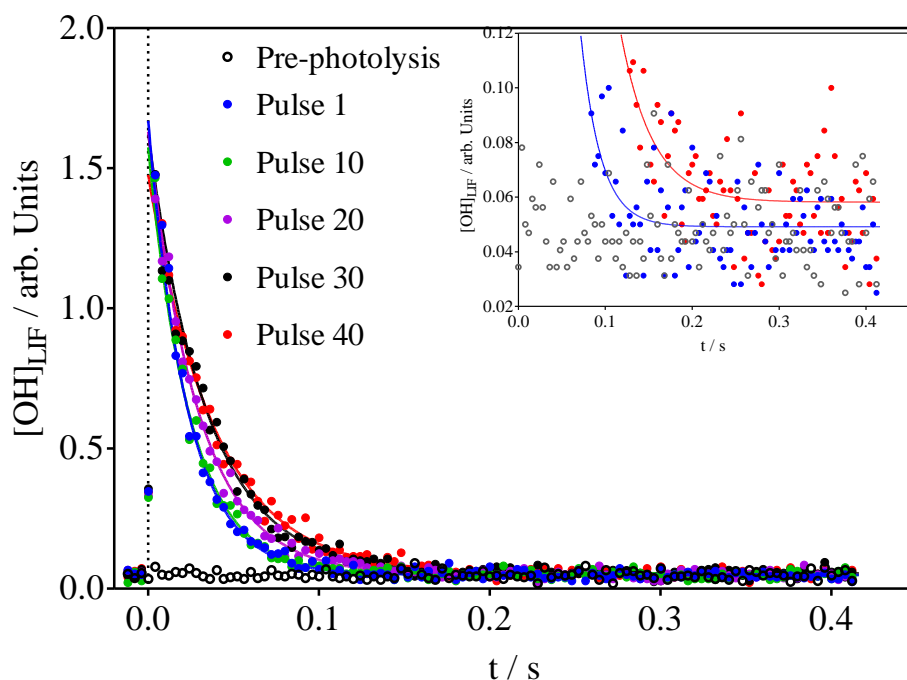 2.0
1.5
1.0
0.5
0.0
[OH]LIF / arb. Units
0.0 0.1 0.2 0.3 0.4
t / s
Pre-photolysis
Pulse 1
Pulse 10
Pulse 20
Pulse 30
Pulse 40
0.12
0.10
0.08
0.06
0.04
0.02
[OH]LIF / arb. Units
0.0 0.1 0.2 0.3 0.4
t / s